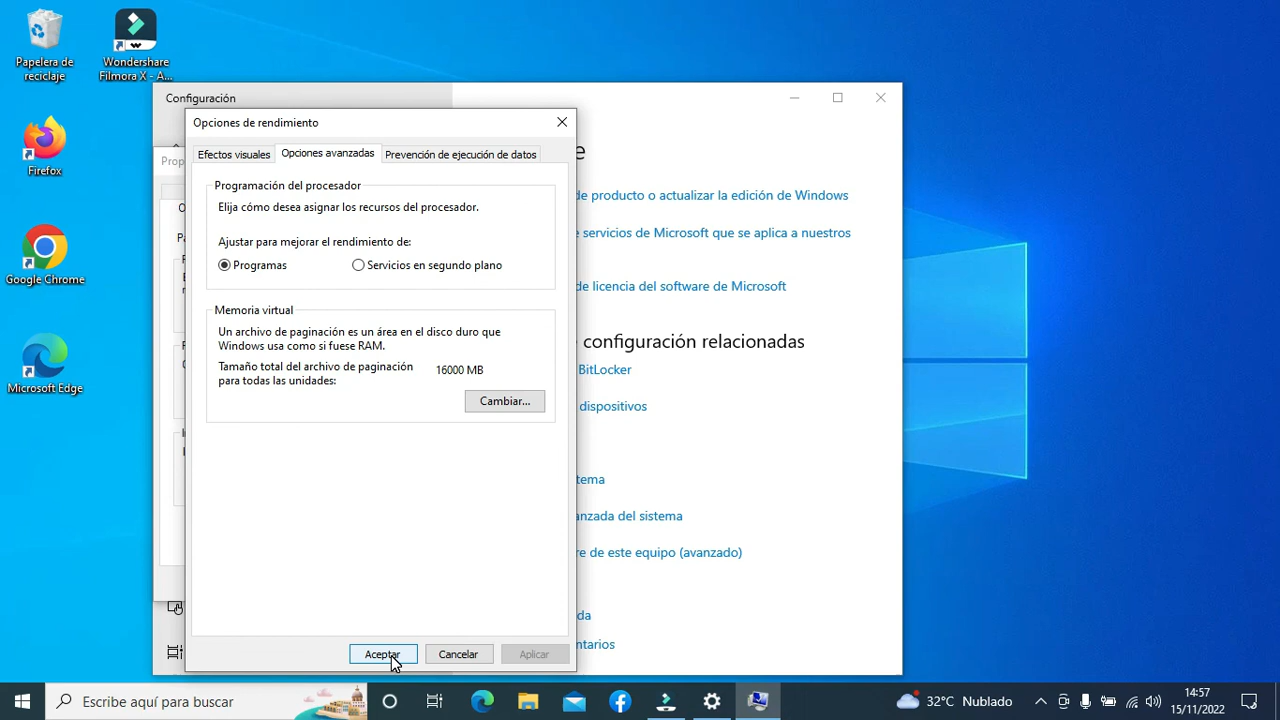 Papelera de
reciclaje
Wondershare
Filmora X - A...
Firefox
Google Chrome
Microsoft Edge
Configuración
Opciones de rendimiento
Efectos visuales
Opciones avanzadas
Prevención de ejecución de datos
Programación del procesador
Elija cómo desea asignar los recursos del procesador.
Ajustar para mejorar el rendimiento de:
Programas
Servicios en segundo plano
Memoria virtual
Un archivo de paginación es un área en el disco duro que
Windows usa como si fuese RAM.
Tamaño total del archivo de paginación
para todas las unidades:
16000 MB
Cambiar...
Aceptar
Cancelar
Aplicar
Prop
e
de producto o actualizar la edición de Windows
e servicios de Microsoft que se aplica a nuestros
de licencia del software de Microsoft
configuración relacionadas
BitLocker
dispositivos
tema
anzada del sistema
re de este equipo (avanzado)
da
ntarios
Escribe aquí para buscar
32°C Nublado
14:57
15/11/2022